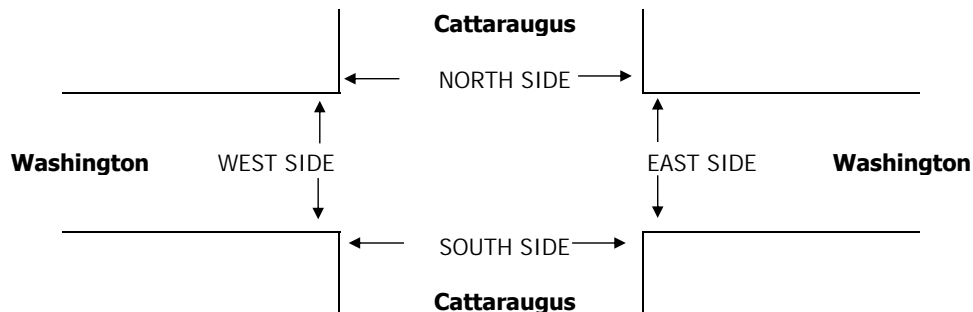 Cattaraugus
NORTH SIDE
Washington WEST SIDE EAST SIDE Washington
SOUTH SIDE
Cattaraugus